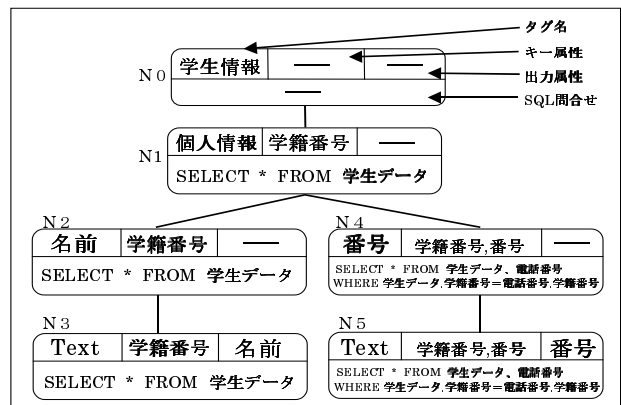 タグ名
キー属性
出力属性
SQL問合せ
N0
学生情報
N1
個人情報 学籍番号
SELECT * FROM 学生データ
N2
名前 学籍番号
SELECT * FROM 学生データ
N4
番号 学籍番号,番号
SELECT * FROM 学生データ、電話番号
WHERE 学生データ.学籍番号=電話番号.学籍番号
N3
Text 学籍番号 名前
SELECT * FROM 学生データ
N5
Text 学籍番号,番号 番号
SELECT * FROM 学生データ、電話番号
WHERE 学生データ.学籍番号=電話番号.学籍番号